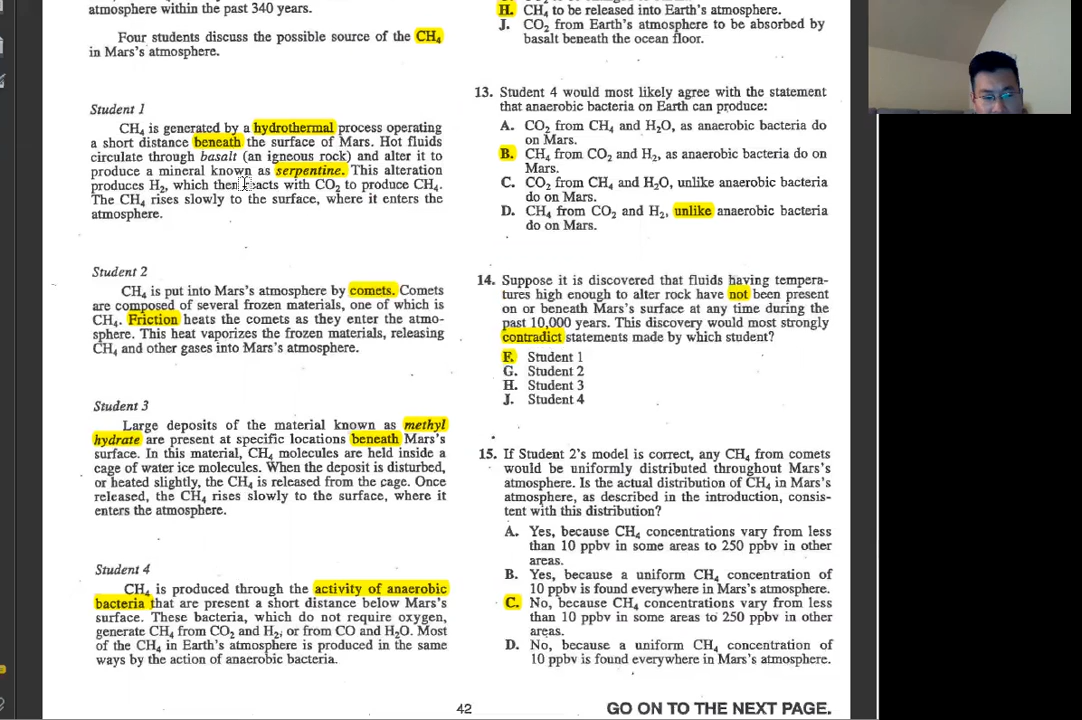 atmosphere within the past 340 years.
Four students discuss the possible source of the CH₄
in Mars's atmosphere.
Student 1
CH₄ is generated by a hydrothermal process operating
a short distance beneath the surface of Mars. Hot fluids
circulate through basalt (an igneous rock) and alter it to
produce a mineral known as serpentine. This alteration
produces H₂, which then reacts with CO₂ to produce CH₄.
The CH₄ rises slowly to the surface, where it enters the
atmosphere.
Student 2
CH₄ is put into Mars's atmosphere by comets. Comets
are composed of several frozen materials, one of which is
CH₄. Friction heats the comets as they enter the atmo-
sphere. This heat vaporizes the frozen materials, releasing
CH₄ and other gases into Mars's atmosphere.
Student 3
Large deposits of the material known as methyl
hydrate are present at specific locations beneath Mars's
surface. In this material, CH₄ molecules are held inside a
cage of water ice molecules. When the deposit is disturbed,
or heated slightly, the CH₄ is released from the cage. Once
released, the CH₄ rises slowly to the surface, where it
enters the atmosphere.
Student 4
CH₄ is produced through the activity of anaerobic
bacteria that are present a short distance below Mars's
surface. These bacteria, which do not require oxygen,
generate CH₄ from CO₂ and H₂, or from CO and H₂O. Most
of the CH₄ in Earth's atmosphere is produced in the same
ways by the action of anaerobic bacteria.
H. CH₄ to be released into Earth's atmosphere.
J. CO₂ from Earth's atmosphere to be absorbed by
basalt beneath the ocean floor.
13. Student 4 would most likely agree with the statement
that anaerobic bacteria on Earth can produce:
A. CO₂ from CH₄ and H₂O, as anaerobic bacteria do
on Mars.
B. CH₄ from CO₂ and H₂, as anaerobic bacteria do on
Mars.
C. CO₂ from CH₄ and H₂O, unlike anaerobic bacteria
do on Mars.
D. CH₄ from CO₂ and H₂, unlike anaerobic bacteria
do on Mars.
14. Suppose it is discovered that fluids having tempera-
tures high enough to alter rock have not been present
on or beneath Mars's surface at any time during the
past 10,000 years. This discovery would most strongly
contradict statements made by which student?
F. Student 1
G. Student 2
H. Student 3
J. Student 4
15. If Student 2's model is correct, any CH₄ from comets
would be uniformly distributed throughout Mars's
atmosphere. Is the actual distribution of CH₄ in Mars's
atmosphere, as described in the introduction, consis-
tent with this distribution?
A. Yes, because CH₄ concentrations vary from less
than 10 ppbv in some areas to 250 ppbv in other
areas.
B. Yes, because a uniform CH₄ concentration of
10 ppbv is found everywhere in Mars's atmosphere.
C. No, because CH₄ concentrations vary from less
than 10 ppbv in some areas to 250 ppbv in other
areas.
D. No, because a uniform CH₄ concentration of
10 ppbv is found everywhere in Mars's atmosphere.
42
GO ON TO THE NEXT PAGE.